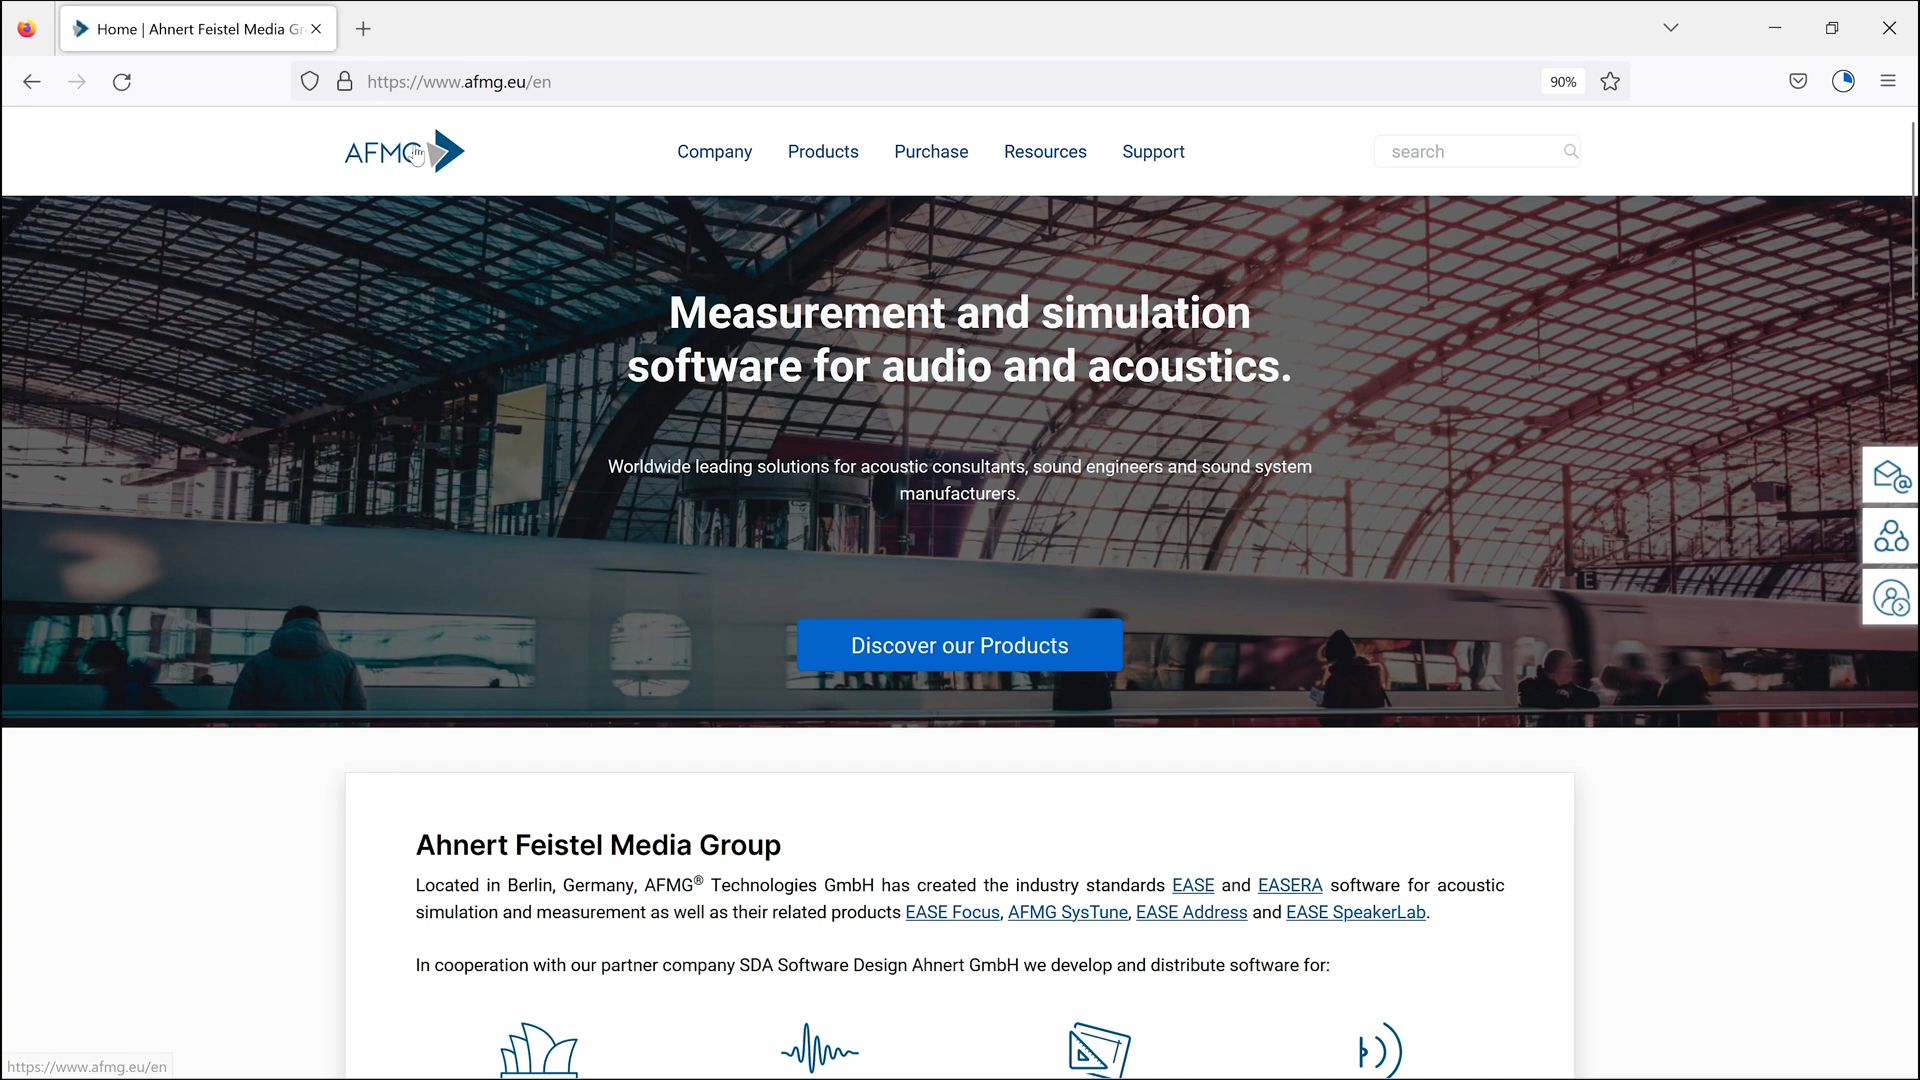 Home | Ahnert Feistel Media Gr
https://www.afmg.eu/en
90%
AFMG
Company
Products
Purchase
Resources
Support
search
Measurement and simulation
software for audio and acoustics.
Worldwide leading solutions for acoustic consultants, sound engineers and sound system
manufacturers.
E
Discover our Products
Ahnert Feistel Media Group
Located in Berlin, Germany, AFMG® Technologies GmbH has created the industry standards EASE and EASERA software for acoustic
simulation and measurement as well as their related products EASE Focus, AFMG SysTune, EASE Address and EASE SpeakerLab.
In cooperation with our partner company SDA Software Design Ahnert GmbH we develop and distribute software for:
https://www.afmg.eu/en